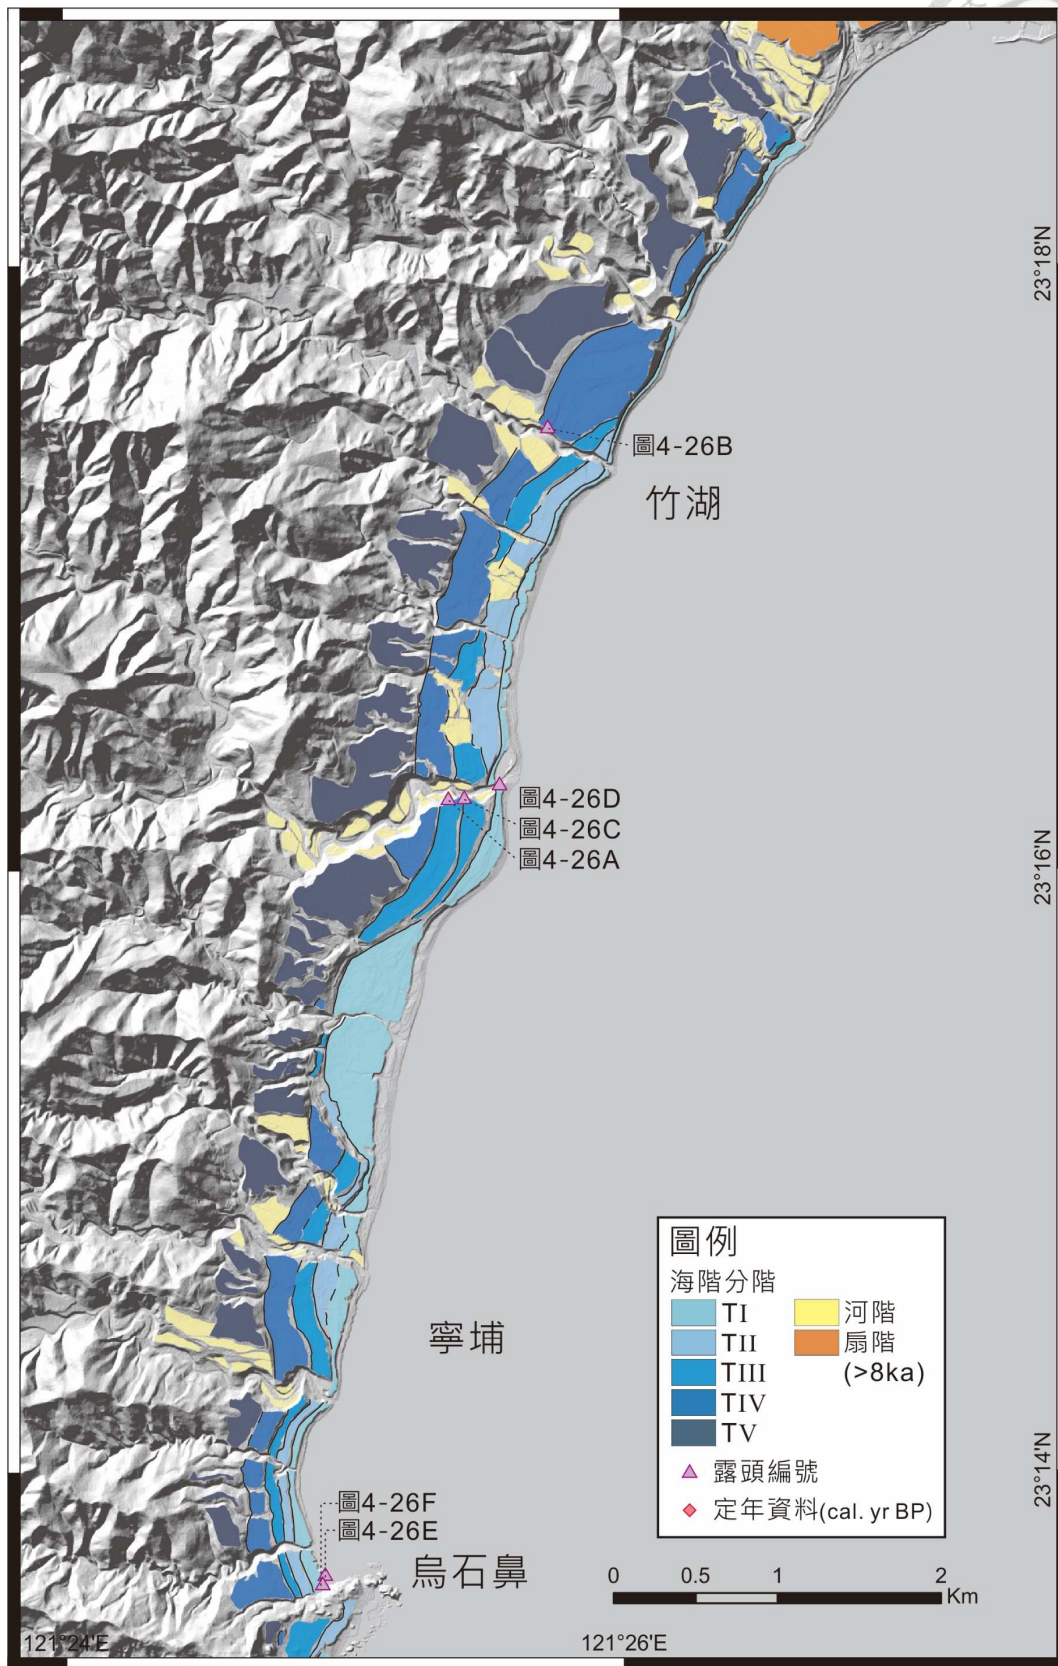 23°18'N
圖4-26B
竹湖
圖4-26D
圖4-26C
圖4-26A
23°16'N
圖例
海階分階
TI
TII
TIII
TIV
TV
河階
扇階
(>8ka)
露頭編號
定年資料(cal. yr BP)
寧埔
23°14'N
圖4-26F
圖4-26E
烏石鼻
0 0.5 1 2
Km
121°24'E
121°26'E